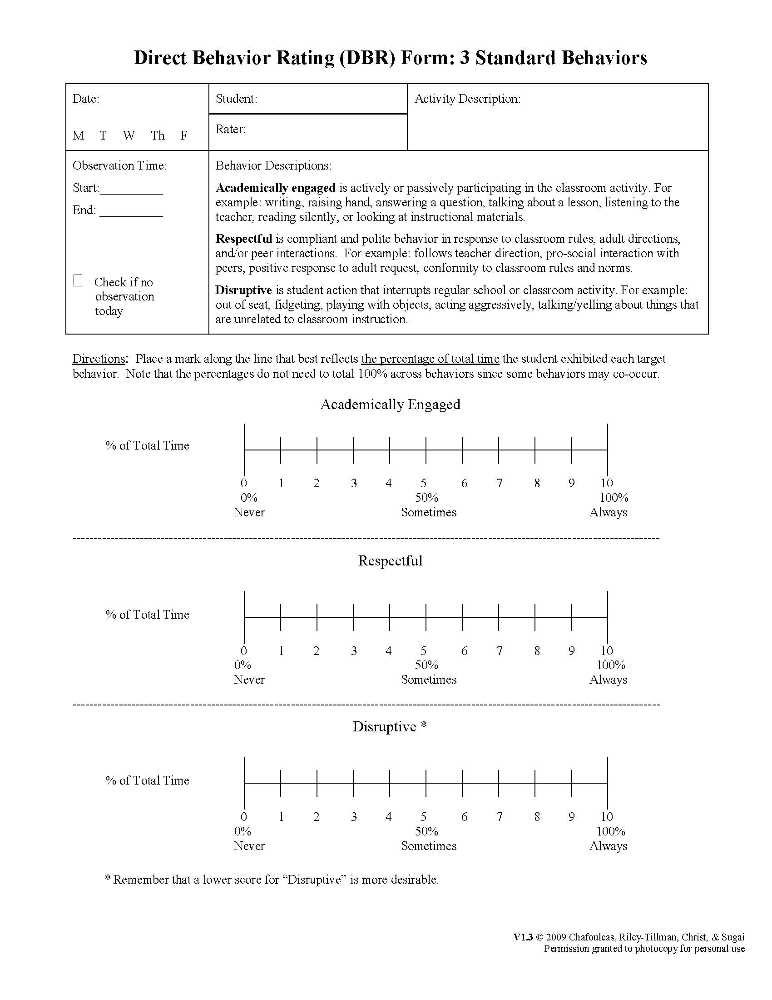 Direct Behavior Rating (DBR) Form: 3 Standard Behaviors
Date:
M T W Th F
Student:
Rater:
Activity Description:
Observation Time:
Start:__________
End: __________
☐ Check if no
observation
today
Behavior Descriptions:
Academically engaged is actively or passively participating in the classroom activity. For
example: writing, raising hand, answering a question, talking about a lesson, listening to the
teacher, reading silently, or looking at instructional materials.
Respectful is compliant and polite behavior in response to classroom rules, adult directions,
and/or peer interactions.  For example: follows teacher direction, pro-social interaction with
peers, positive response to adult request, conformity to classroom rules and norms.
Disruptive is student action that interrupts regular school or classroom activity. For example:
out of seat, fidgeting, playing with objects, acting aggressively, talking/yelling about things that
are unrelated to classroom instruction.
Directions:  Place a mark along the line that best reflects the percentage of total time the student exhibited each target
behavior.  Note that the percentages do not need to total 100% across behaviors since some behaviors may co-occur.
Academically Engaged
% of Total Time
0 1 2 3 4 5 6 7 8 9 10
0% 50% 100%
Never Sometimes Always
Respectful
% of Total Time
0 1 2 3 4 5 6 7 8 9 10
0% 50% 100%
Never Sometimes Always
Disruptive *
% of Total Time
0 1 2 3 4 5 6 7 8 9 10
0% 50% 100%
Never Sometimes Always
* Remember that a lower score for “Disruptive” is more desirable.
V1.3 © 2009 Chafouleas, Riley-Tillman, Christ, & Sugai
Permission granted to photocopy for personal use